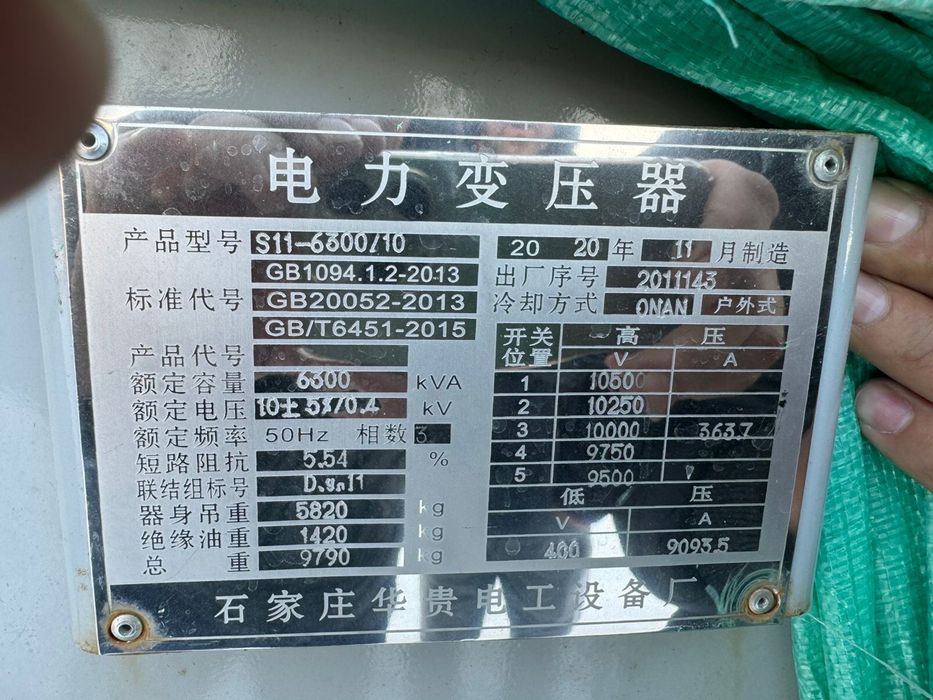 电力变压器
产品型号 S11-6300/10 2020年 11 月制造
GB1094.1.2-2013 出厂序号 2011143
标准代号 GB20052-2013 冷却方式 ONAN 户外式
GB/T6451-2015
产品代号
额定容量 6300 kVA
额定电压 10±5%/0.4 kV
额定频率 50Hz 相数 3
短路阻抗 5.54 %
联结组标号 D.yn11
器身吊重 5820 kg
绝缘油重 1420 kg
总重 9790 kg
开关位置 高压
V A
1 10500
2 10250
3 10000 363.7
4 9750
5 9500
低压
V A
400 9093.5
石家庄华贵电工设备厂